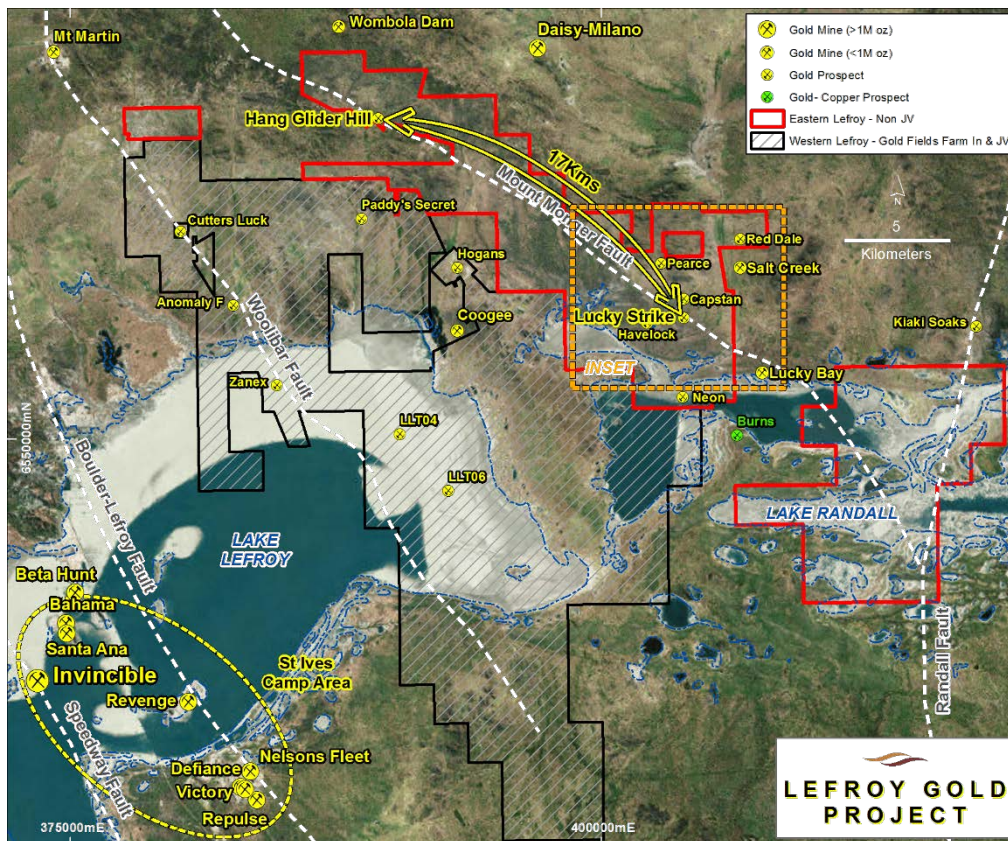 Wombola Dam
Mt Martin
Daisy-Milano
Gold Mine (>1M oz)
Gold Mine (<1M oz)
Gold Prospect
Gold- Copper Prospect
Eastern Lefroy - Non JV
Western Lefroy - Gold Fields Farm In & JV
Hang Glider Hill
17Kms
Mount Monger Fault
N
5
Kilometers
Paddy's Secret
Cutters Luck
Hogans
Red Dale
Pearce
Salt Creek
Anomaly F
Woolibar Fault
Coogee
Capstan
Lucky Strike
Havelock
Kiaki Soaks
INSET
Lucky Bay
Zanex
Neon
LLT04
Burns
6550000mN
Boulder-Lefroy Fault
LLT06
LAKE RANDALL
LAKE
LEFROY
Beta Hunt
Bahama
Santa Ana
Invincible
St Ives
Camp Area
Revenge
Randall Fault
Speedway Fault
Nelsons Fleet
Defiance
Victory
Repulse
375000mE
400000mE
LEFROY GOLD
PROJECT